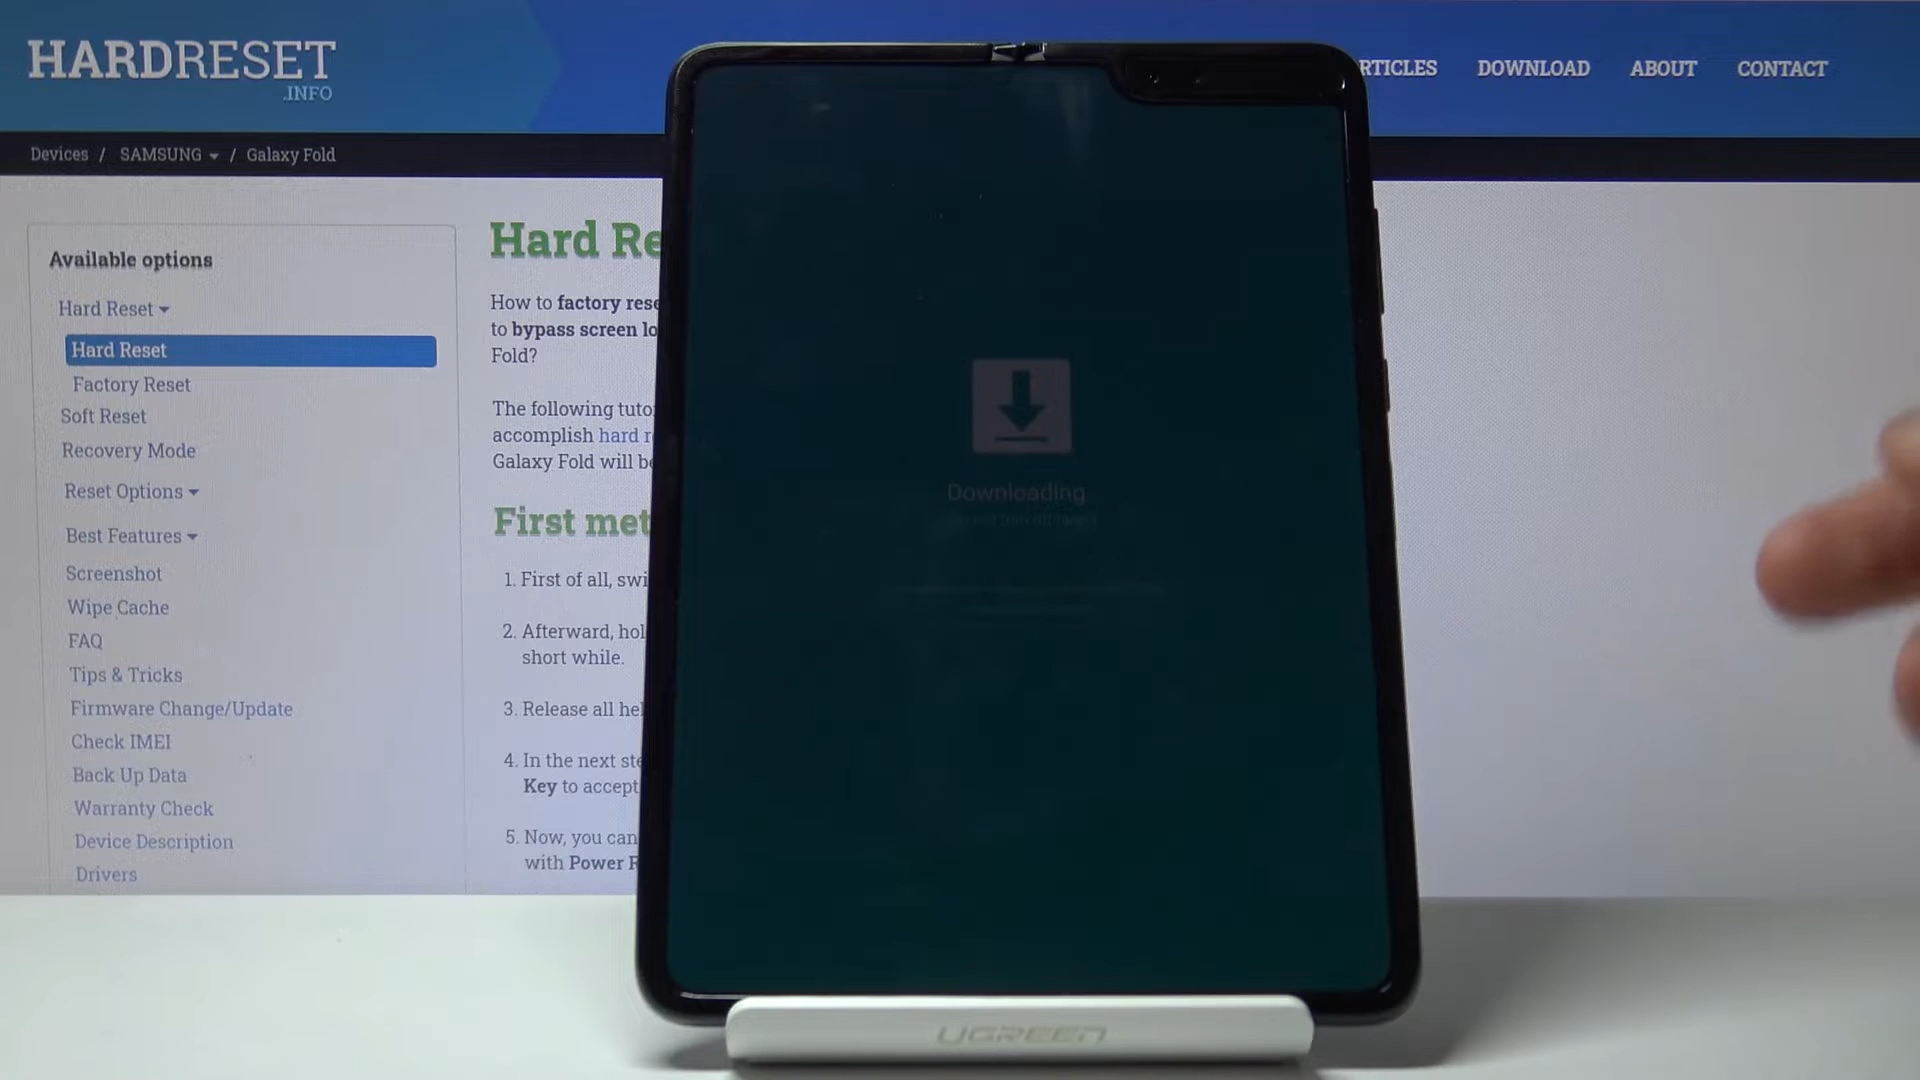 HARDRESET
.INFO
RTICLES
DOWNLOAD
ABOUT
CONTACT
Devices / SAMSUNG / Galaxy Fold
Available options
Hard Reset
Hard Reset
Factory Reset
Soft Reset
Recovery Mode
Reset Options
Best Features
Screenshot
Wipe Cache
FAQ
Tips & Tricks
Firmware Change/Update
Check IMEI
Back Up Data
Warranty Check
Device Description
Drivers
Hard Re
How to factory rese
to bypass screen lo
Fold?
The following tuto
accomplish hard r
Galaxy Fold will be
First met
1. First of all, swi
2. Afterward, hol
short while.
3. Release all hel
4. In the next ste
Key to accept
5. Now, you can
with Power R
Downloading
UGREEN